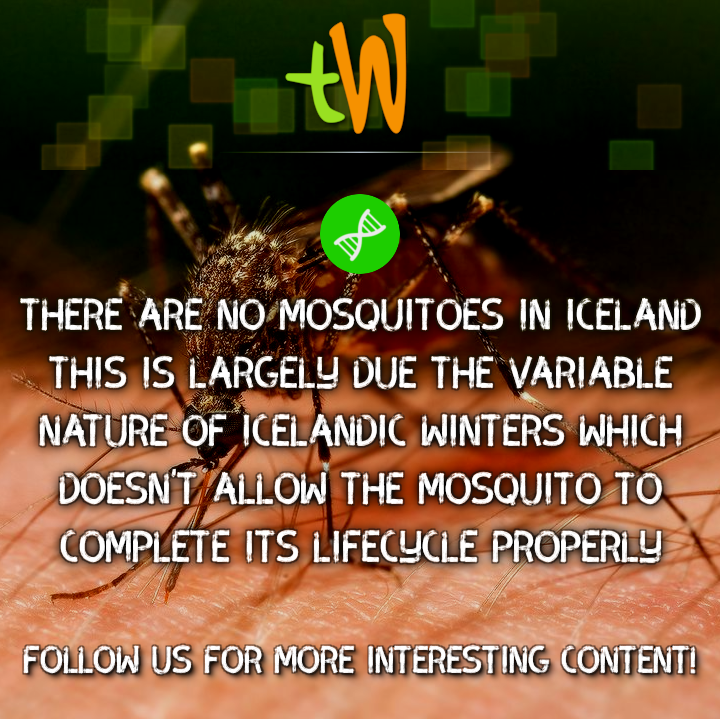 tW
THERE ARE NO MOSQUITOES IN ICELAND
THIS IS LARGELY DUE THE VARIABLE
NATURE OF ICELANDIC WINTERS WHICH
DOESN'T ALLOW THE MOSQUITO TO
COMPLETE ITS LIFECYCLE PROPERLY
FOLLOW US FOR MORE INTERESTING CONTENT!